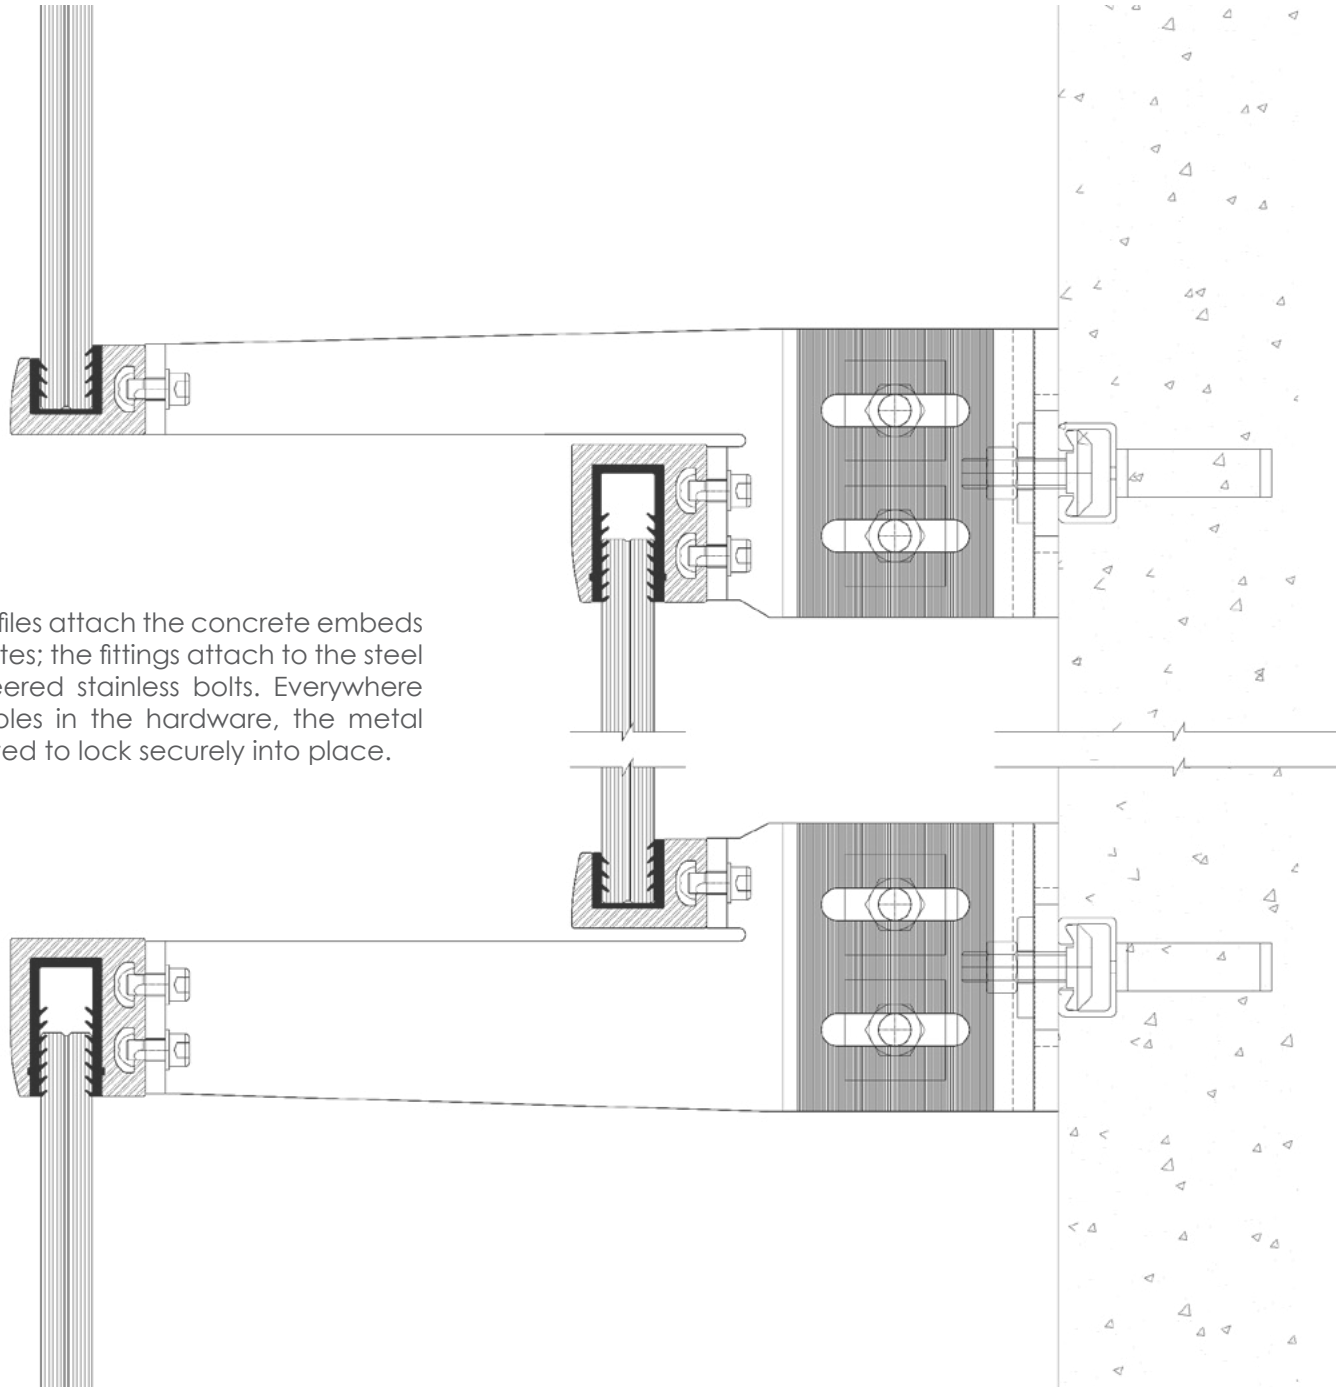 files attach the concrete embeds
tes; the fittings attach to the steel
ered stainless bolts. Everywhere
oles in the hardware, the metal
ed to lock securely into place.